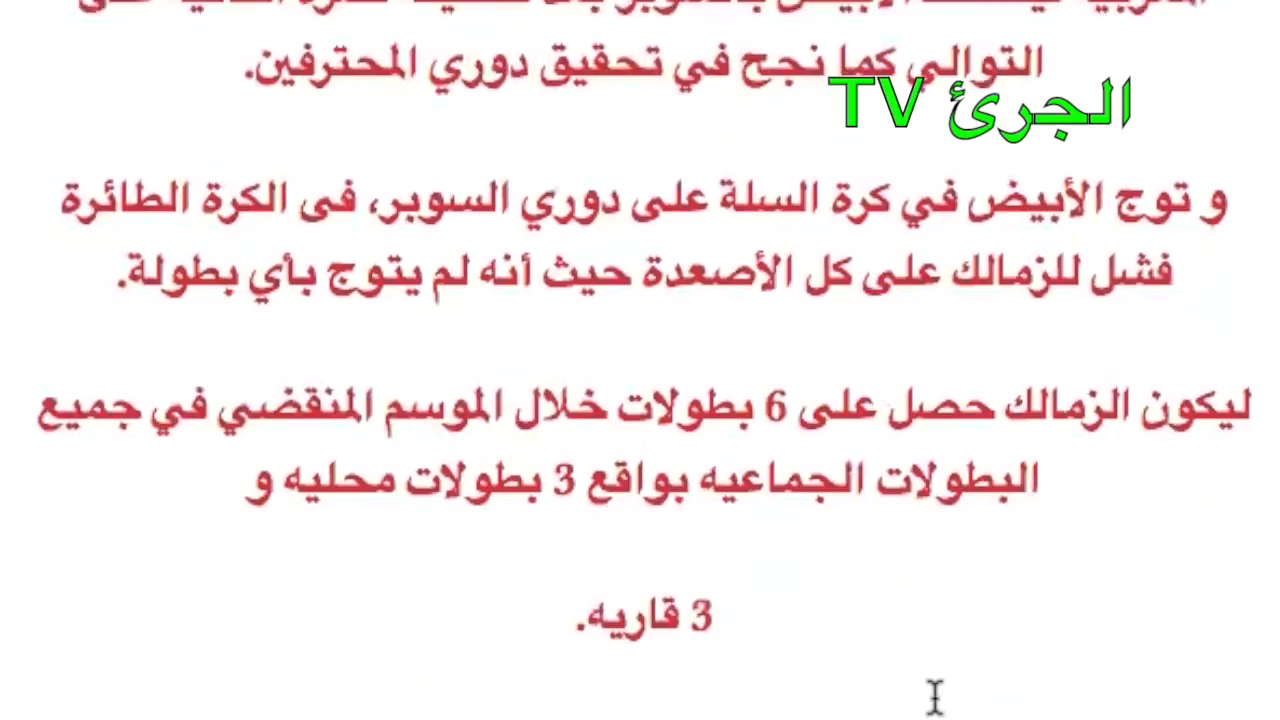 التوالي كما نجح في تحقيق دوري المحترفين.
الجرئ TV
و توج الأبيض في كرة السلة على دوري السوبر، فى الكرة الطائرة
فشل للزمالك على كل الأصعدة حيث أنه لم يتوج بأي بطولة.
ليكون الزمالك حصل على 6 بطولات خلال الموسم المنقضي في جميع
البطولات الجماعيه بواقع 3 بطولات محليه و
3 قاريه.